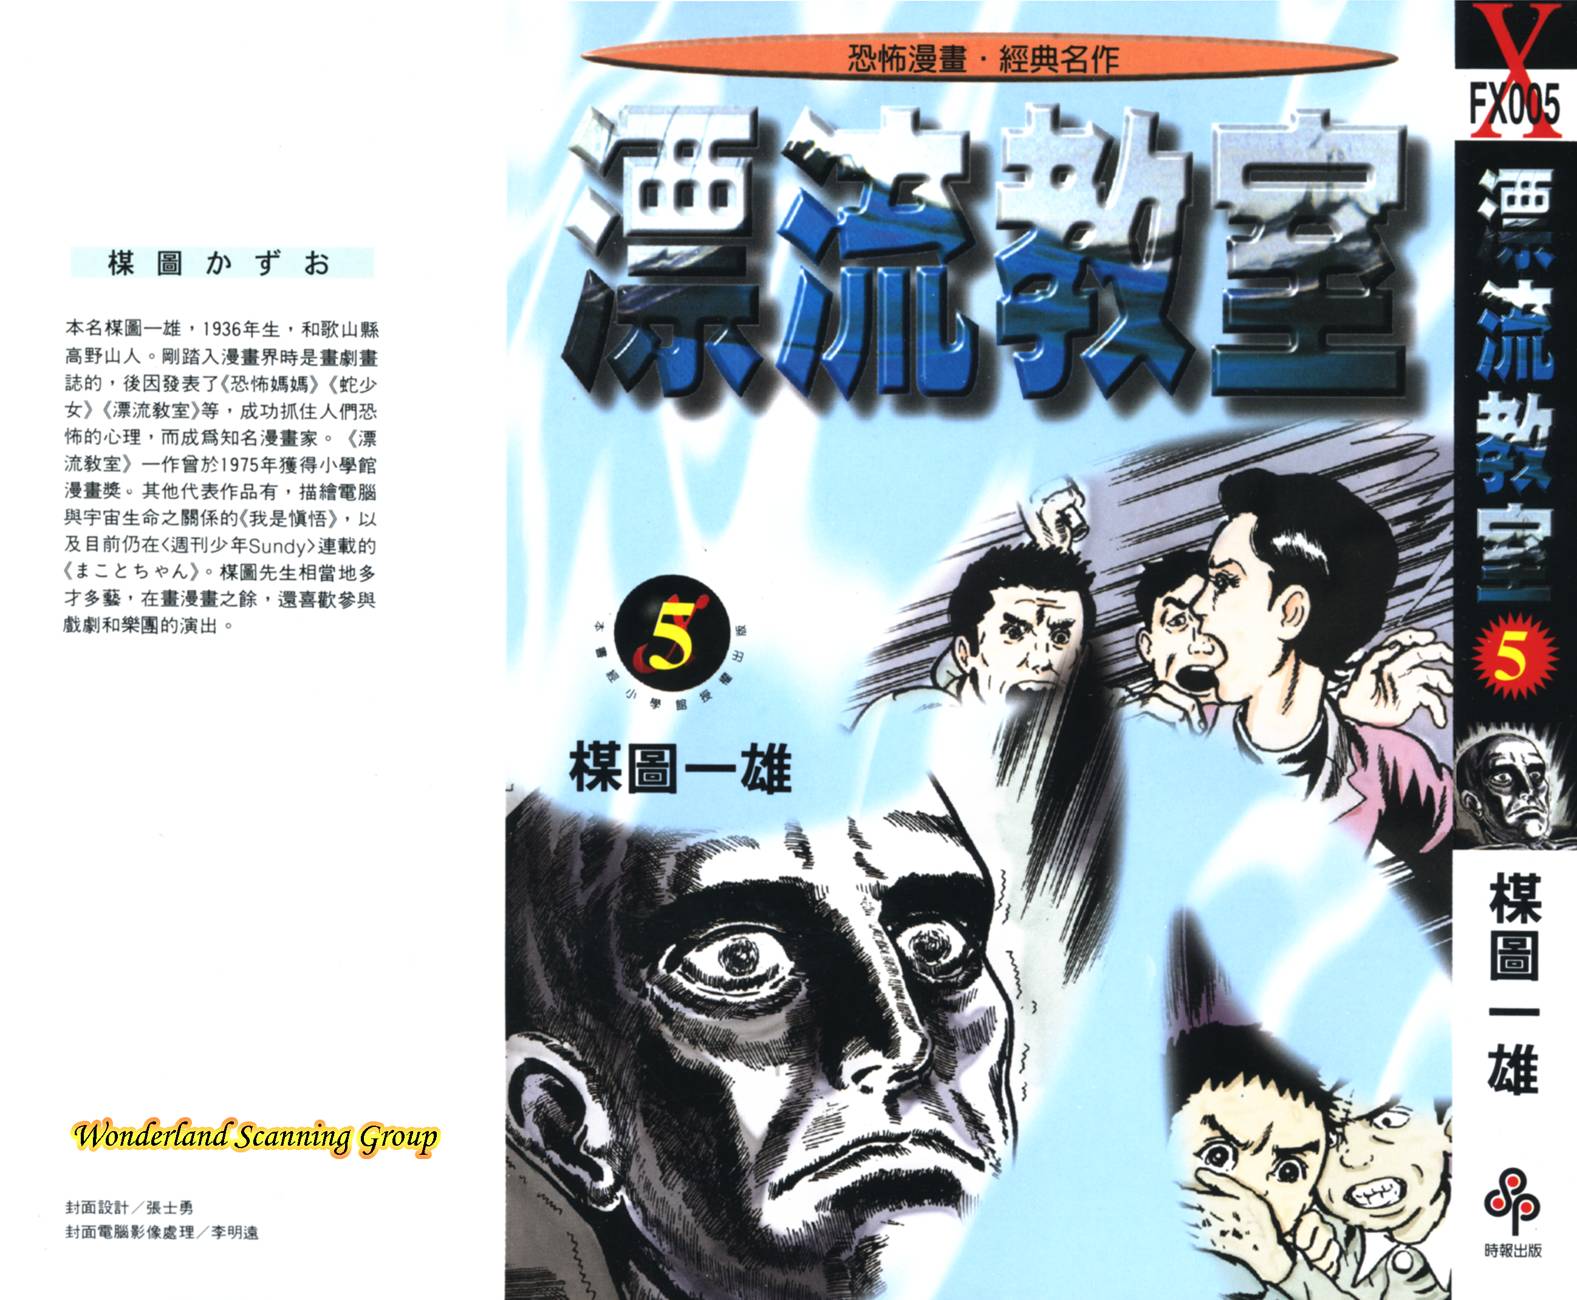 楳圖かずお
本名楳圖一雄，1936年生，和歌山縣
高野山人。剛踏入漫畫界時是畫劇畫
誌的，後因發表了《恐怖媽媽》《蛇少
女》《漂流教室》等，成功抓住人們恐
怖的心理，而成爲知名漫畫家。《漂
流教室》一作曾於1975年獲得小學館
漫畫獎。其他代表作品有，描繪電腦
與宇宙生命之關係的《我是愼悟》，以
及目前仍在〈週刊少年Sundy〉連載的
《まことちゃん》。楳圖先生相當地多
才多藝，在畫漫畫之餘，還喜歡參與
戲劇和樂團的演出。
Wonderland Scanning Group
封面設計／張士勇
封面電腦影像處理／李明遠
恐怖漫畫·經典名作
漂流教室
5
本書經小學館授權出版
楳圖一雄
X
FX005
漂流教室
5
楳圖一雄
時報出版